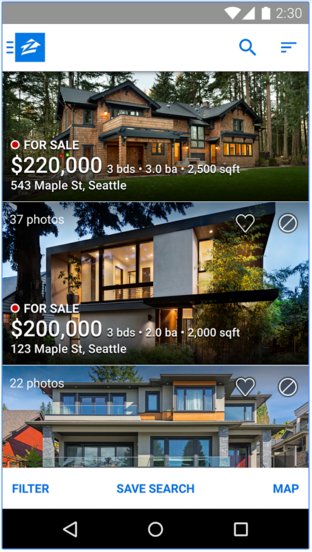 2:30
FOR SALE
$220,000 3 bds • 3.0 ba • 2,500 sqft
543 Maple St, Seattle
37 photos
FOR SALE
$200,000 3 bds • 2.0 ba • 2,000 sqft
123 Maple St, Seattle
22 photos
FILTER SAVE SEARCH MAP